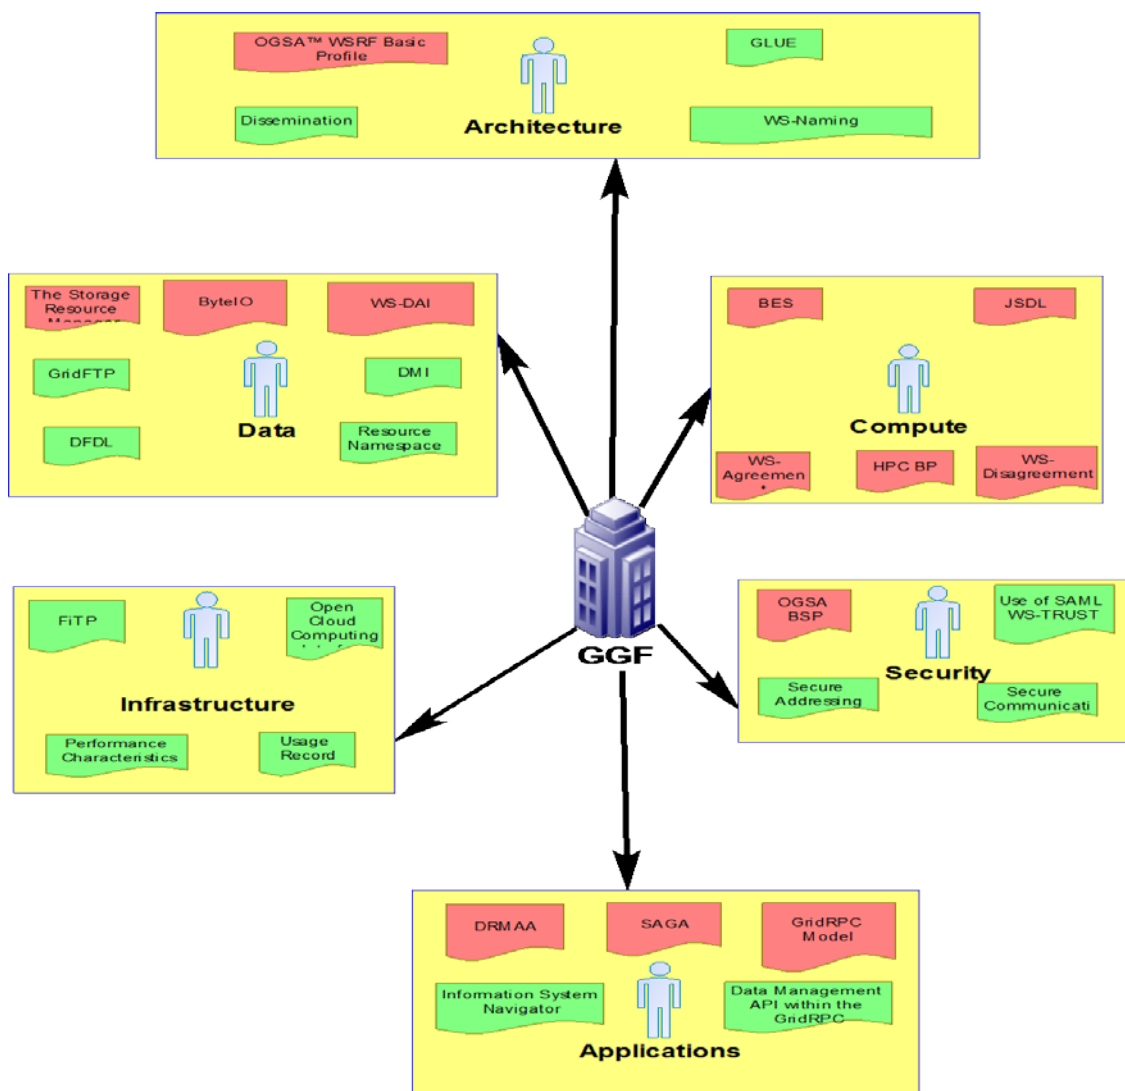 OGSA™ WSRF Basic
Profile
GLUE
Dissemination
WS-Naming
Architecture
The Storage
Resource
ByteIO
WS-DAI
GridFTP
DMI
Data
DFDL
Resource
Namespace
BES
JSDL
Compute
WS-
Agreemen
HPC BP
WS-
Disagreement
GGF
FiTP
Open
Cloud
Computing
Infrastructure
Performance
Characteristics
Usage
Record
OGSA
BSP
Use of SAML
WS-TRUST
Security
Secure
Addressing
Secure
Communicati
DRMAA
SAGA
GridRPC
Model
Information System
Navigator
Data Management
API within the
GridRPC
Applications